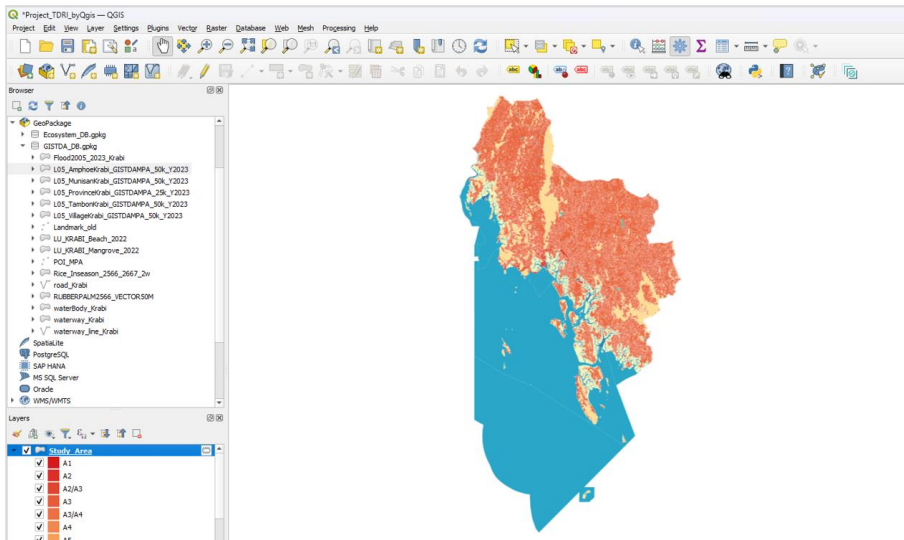 *Project_TDRI_byQgis — QGIS
Project Edit View Layer Settings Plugins Vector Raster Database Web Mesh Processing Help
Browser
GeoPackage
Ecosystem_DB.gpkg
GISTDA_DB.gpkg
Flood2005_2023_Krabi
L05_AmphoeKrabi_GISTDAMPA_50k_Y2023
L05_MunisanKrabi_GISTDAMPA_50k_Y2023
L05_ProvinceKrabi_GISTDAMPA_25k_Y2023
L05_TambonKrabi_GISTDAMPA_50k_Y2023
L05_VillageKrabi_GISTDAMPA_50k_Y2023
Landmark_old
LU_KRABI_Beach_2022
LU_KRABI_Mangrove_2022
POI_MPA
Rice_Inseason_2566_2667_2w
road_Krabi
RUBBERPALM2566_VECTOR50M
waterBody_Krabi
waterway_Krabi
waterway_line_Krabi
SpatiaLite
PostgreSQL
SAP HANA
MS SQL Server
Oracle
WMS/WMTS
Layers
Study_Area
A1
A2
A2/A3
A3
A3/A4
A4